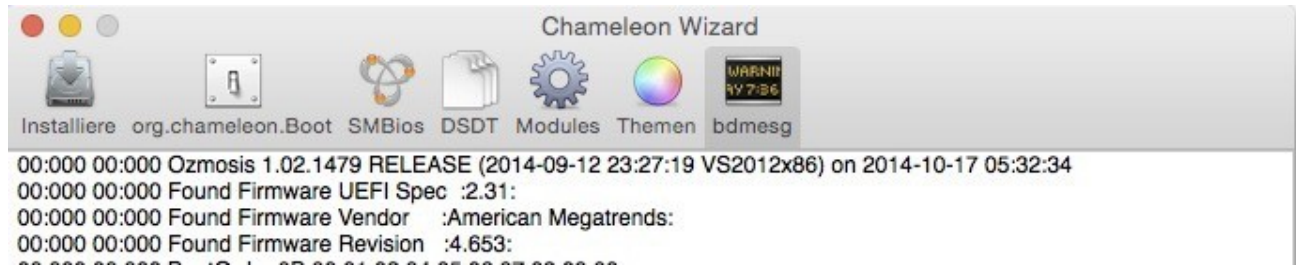 Chameleon Wizard
WARNIN
AY 7:36
Installiere org.chameleon.Boot SMBios DSDT Modules Themen bdmesg
00:000 00:000 Ozmosis 1.02.1479 RELEASE (2014-09-12 23:27:19 VS2012x86) on 2014-10-17 05:32:34
00:000 00:000 Found Firmware UEFI Spec :2.31:
00:000 00:000 Found Firmware Vendor :American Megatrends:
00:000 00:000 Found Firmware Revision :4.653: